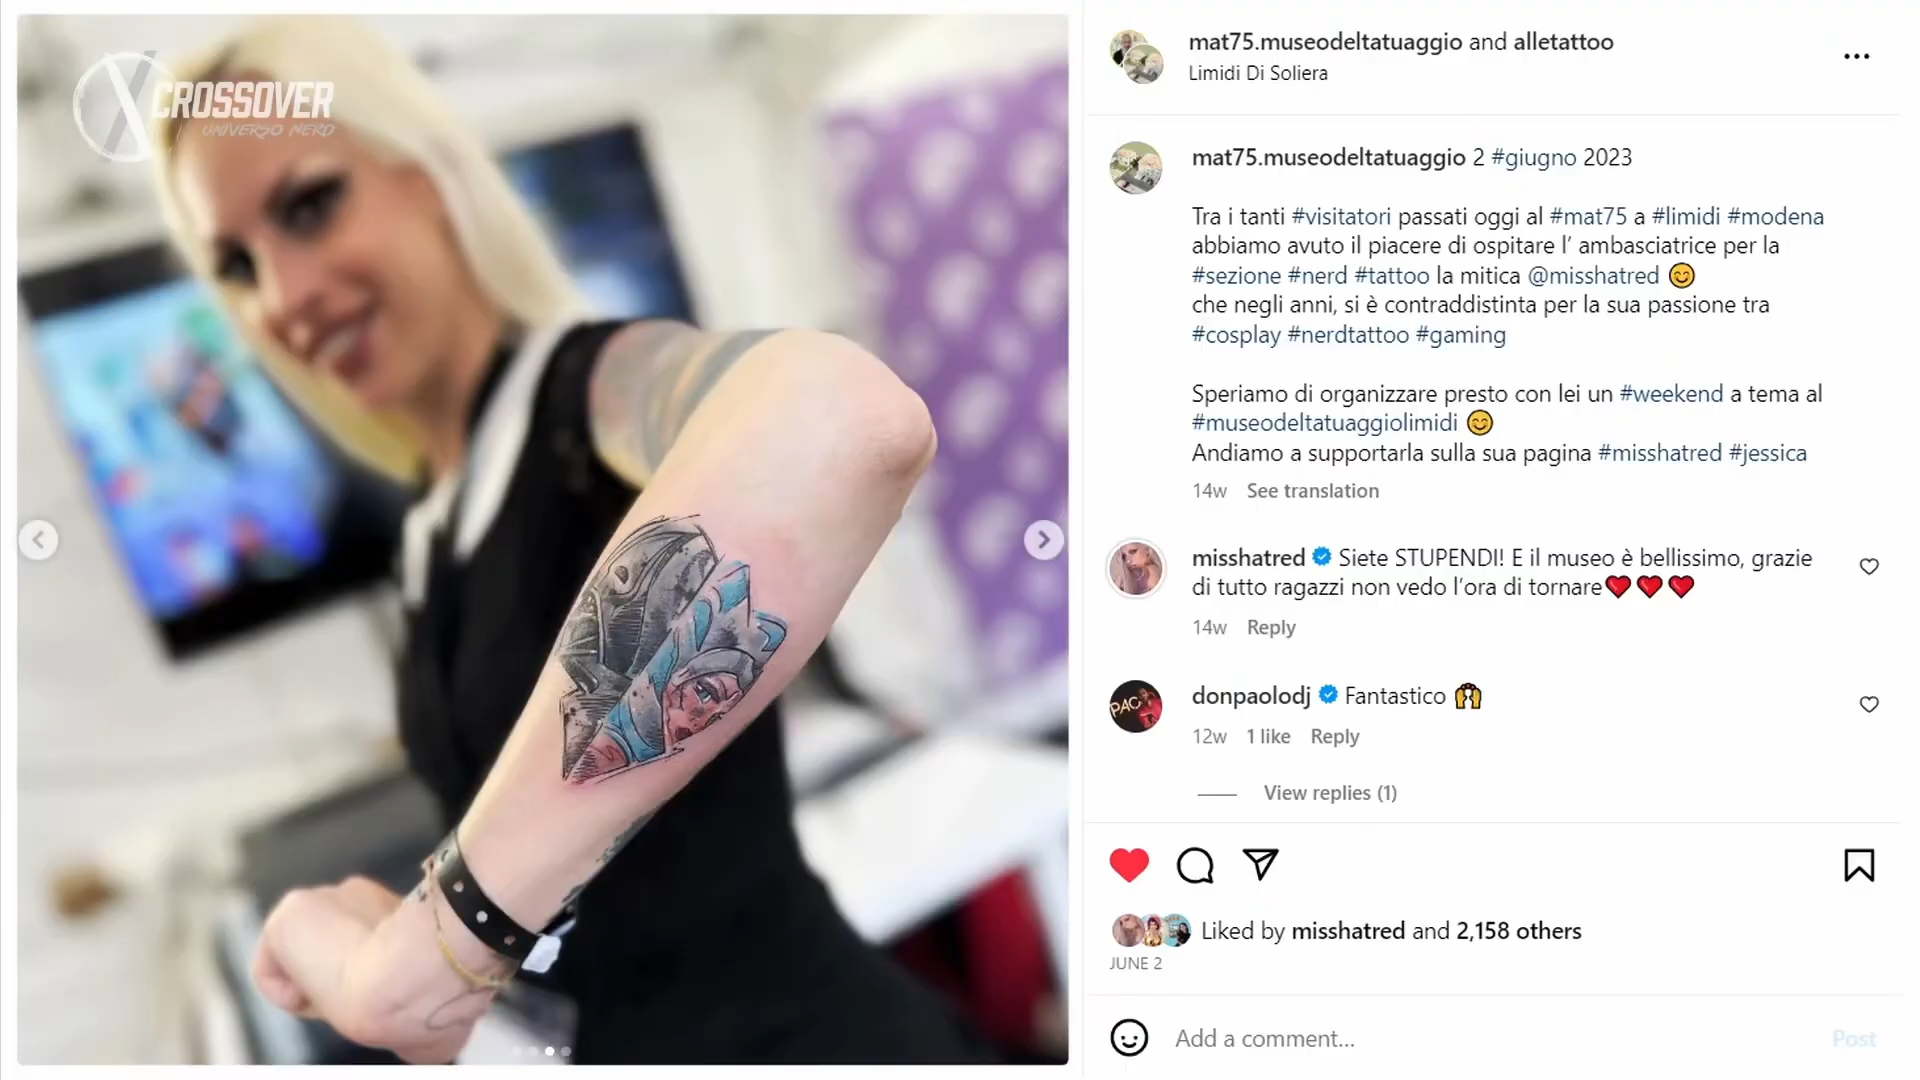 CROSSOVER
UNIVERSO NERD
mat75.museodeltatuaggio and alletattoo
Limidi Di Soliera
mat75.museodeltatuaggio 2 #giugno 2023
Tra i tanti #visitatori passati oggi al #mat75 a #limidi #modena
abbiamo avuto il piacere di ospitare l’ ambasciatrice per la
#sezione #nerd #tattoo la mitica @misshatred 😊
che negli anni, si è contraddistinta per la sua passione tra
#cosplay #nerdtattoo #gaming
Speriamo di organizzare presto con lei un #weekend a tema al
#museodeltatuaggiolimidi 😊
Andiamo a supportarla sulla sua pagina #misshatred #jessica
14w See translation
misshatred Siete STUPENDI! E il museo è bellissimo, grazie
di tutto ragazzi non vedo l’ora di tornare❤️❤️❤️
14w Reply
PAO
donpaolodj Fantastico 🙌
12w 1 like Reply
View replies (1)
Liked by misshatred and 2,158 others
JUNE 2
Add a comment...
Post